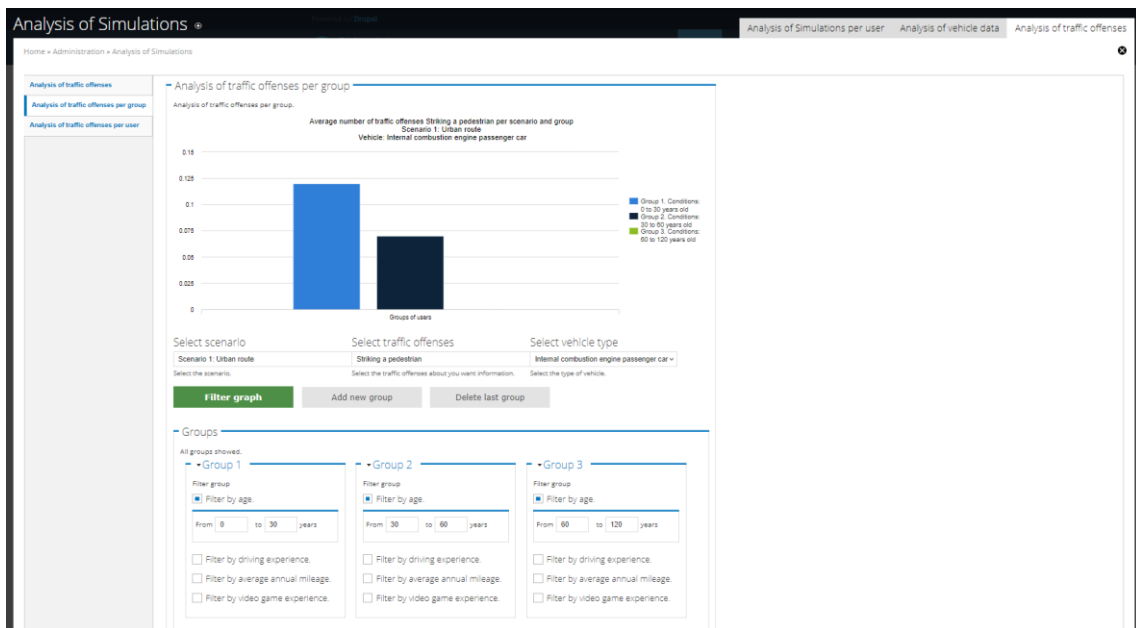 Analysis of Simulations
Powered by Drupal
Analysis of Simulations per user
Analysis of vehicle data
Analysis of traffic offenses
Home » Administration » Analysis of Simulations
Analysis of traffic offenses
Analysis of traffic offenses per group
Analysis of traffic offenses per user
Analysis of traffic offenses per group
Analysis of traffic offenses per group.
Average number of traffic offenses Striking a pedestrian per scenario and group
Scenario 1: Urban route
Vehicle: Internal combustion engine passenger car
0.15
0.125
0.1
0.075
0.05
0.025
0
Groups of users
Group 1. Conditions:
0 to 30 years old
Group 2. Conditions:
30 to 60 years old
Group 3. Conditions:
60 to 120 years old
Select scenario
Scenario 1: Urban route
Select the scenario.
Select traffic offenses
Striking a pedestrian
Select the traffic offenses about you want information.
Select vehicle type
Internal combustion engine passenger car
Select the type of vehicle.
Filter graph
Add new group
Delete last group
Groups
All groups showed.
Group 1
Filter group
Filter by age.
From 0 to 30 years
Filter by driving experience.
Filter by average annual mileage.
Filter by video game experience.
Group 2
Filter group
Filter by age.
From 30 to 60 years
Filter by driving experience.
Filter by average annual mileage.
Filter by video game experience.
Group 3
Filter group
Filter by age.
From 60 to 120 years
Filter by driving experience.
Filter by average annual mileage.
Filter by video game experience.